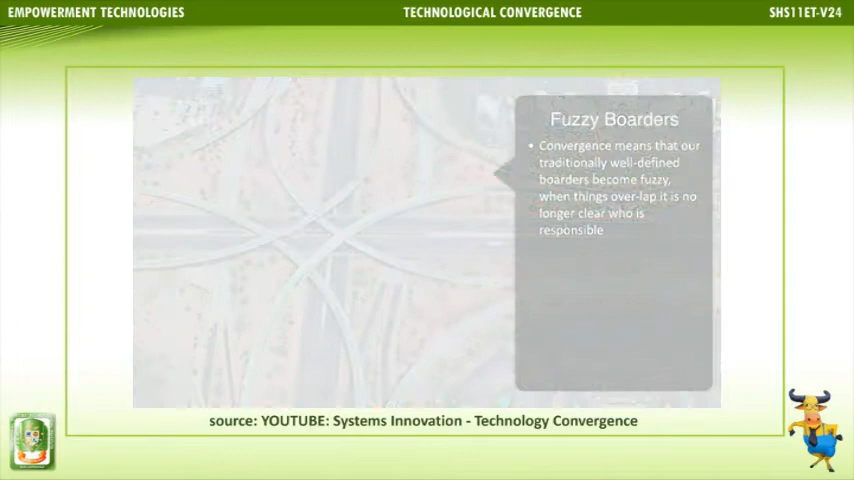 EMPOWERMENT TECHNOLOGIES
TECHNOLOGICAL CONVERGENCE
SHS11ET-V24
Fuzzy Boarders
• Convergence means that our
traditionally well-defined
boarders become fuzzy,
when things over-lap it is no
longer clear who is
responsible
source: YOUTUBE: Systems Innovation - Technology Convergence